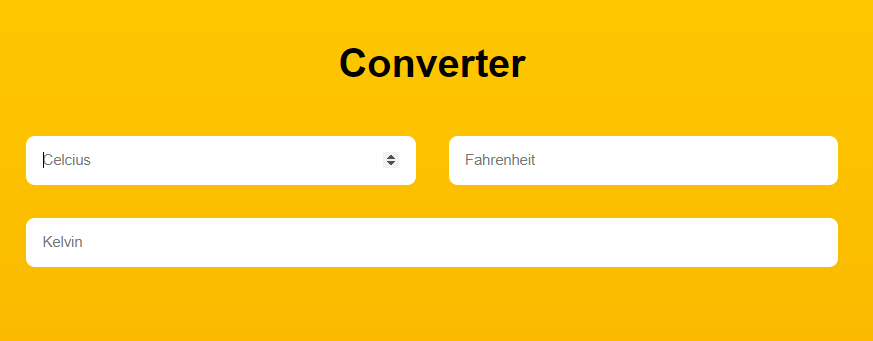 Converter
Celcius
Fahrenheit
Kelvin